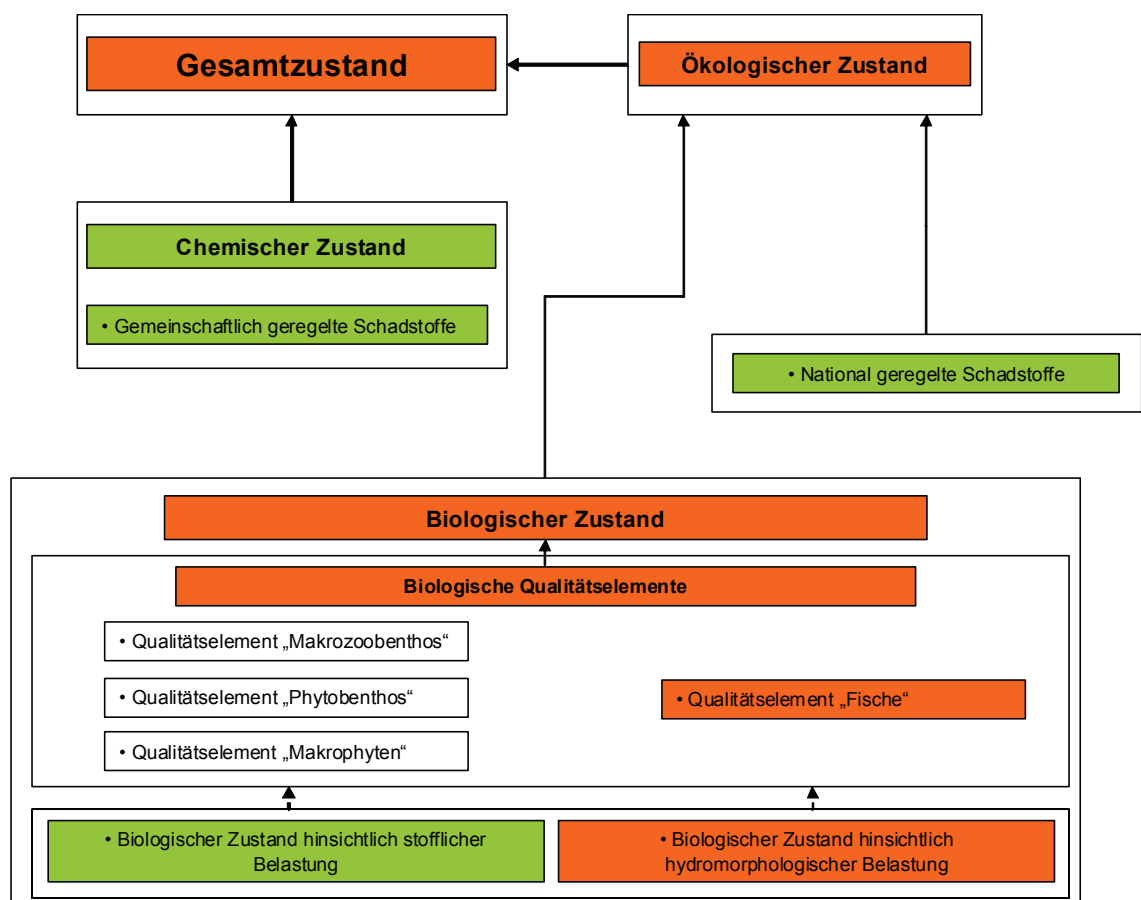 Gesamtzustand
Ökologischer Zustand
Chemischer Zustand
• Gemeinschaftlich geregelte Schadstoffe
• National geregelte Schadstoffe
Biologischer Zustand
Biologische Qualitätselemente
• Qualitätselement „Makrozoobenthos“
• Qualitätselement „Phytobenthos“
• Qualitätselement „Fische“
• Qualitätselement „Makrophyten“
• Biologischer Zustand hinsichtlich stofflicher
Belastung
• Biologischer Zustand hinsichtlich
hydromorphologischer Belastung